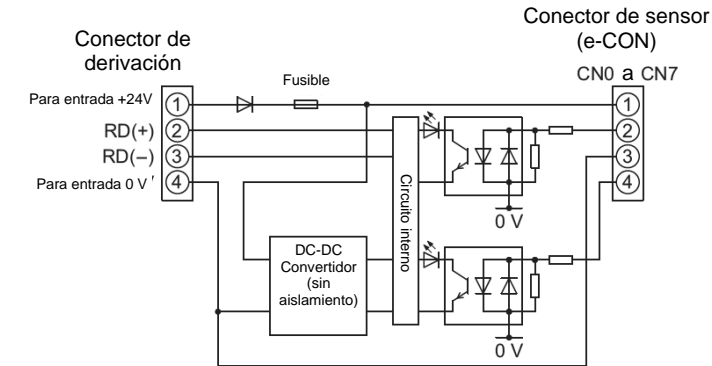 Conector de sensor
(e-CON)
Conector de
derivación
CN0 a CN7
Fusible
Para entrada +24V
1
1
RD(+)
2
2
RD(−)
3
3
Para entrada 0 V '
4
4
Circuito interno
0 V
DC-DC
Convertidor
(sin
aislamiento)
0 V